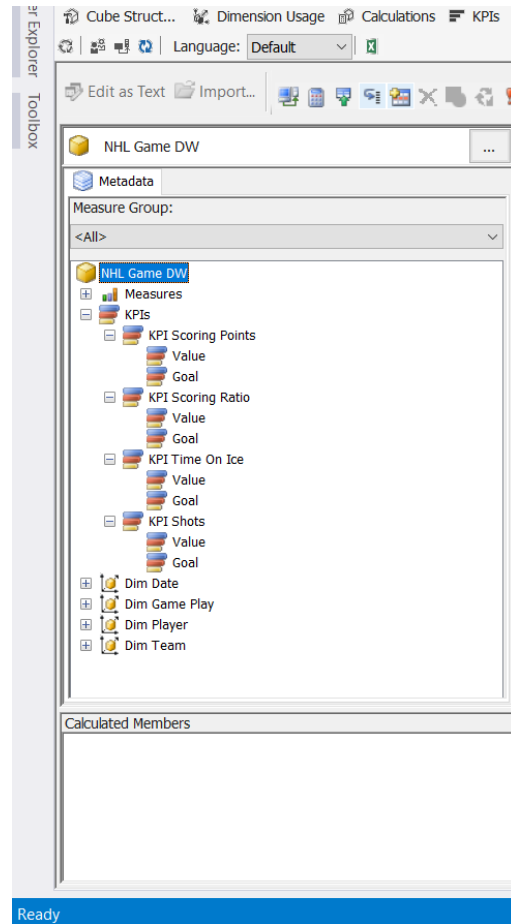 er Explorer
Toolbox
Cube Struct... Dimension Usage Calculations KPIs
Language: Default
Edit as Text Import...
NHL Game DW
...
Metadata
Measure Group:
<All>
NHL Game DW
Measures
KPIs
KPI Scoring Points
Value
Goal
KPI Scoring Ratio
Value
Goal
KPI Time On Ice
Value
Goal
KPI Shots
Value
Goal
Dim Date
Dim Game Play
Dim Player
Dim Team
Calculated Members
Ready